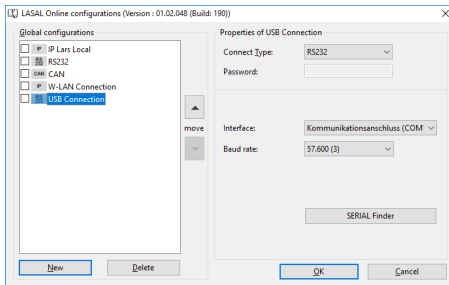 LASAL Online configurations (Version : 01.02.048 (Build: 190))
Global configurations
IP IP Lars Local
RS232
CAN CAN
IP W-LAN Connection
USB Connection
move
New
Delete
Properties of USB Connection
Connect Type: RS232
Password:
Interface: Kommunikationsanschluss (COM
Baud rate: 57.600 (3)
SERIAL Finder
OK
Cancel